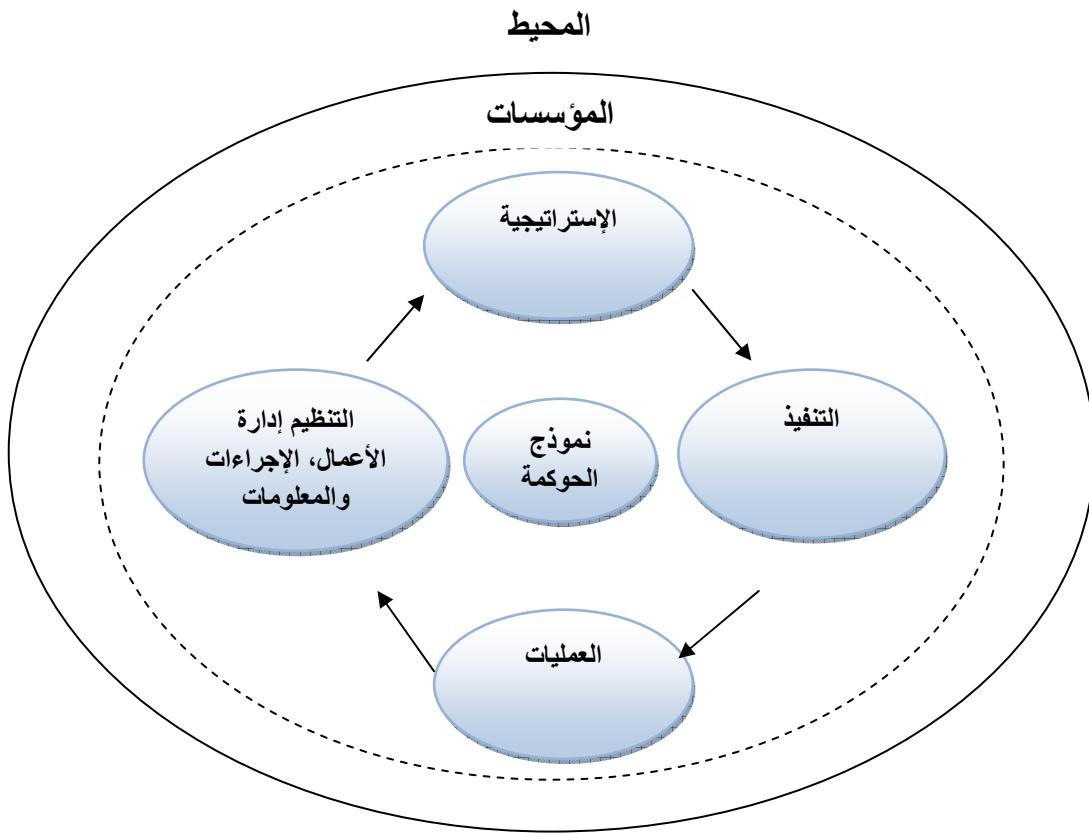 المحيط
المؤسسات
الإستراتيجية
التنفيذ
نموذج
الحوكمة
التنظيم إدارة
الأعمال، الإجراءات
والمعلومات
العمليات